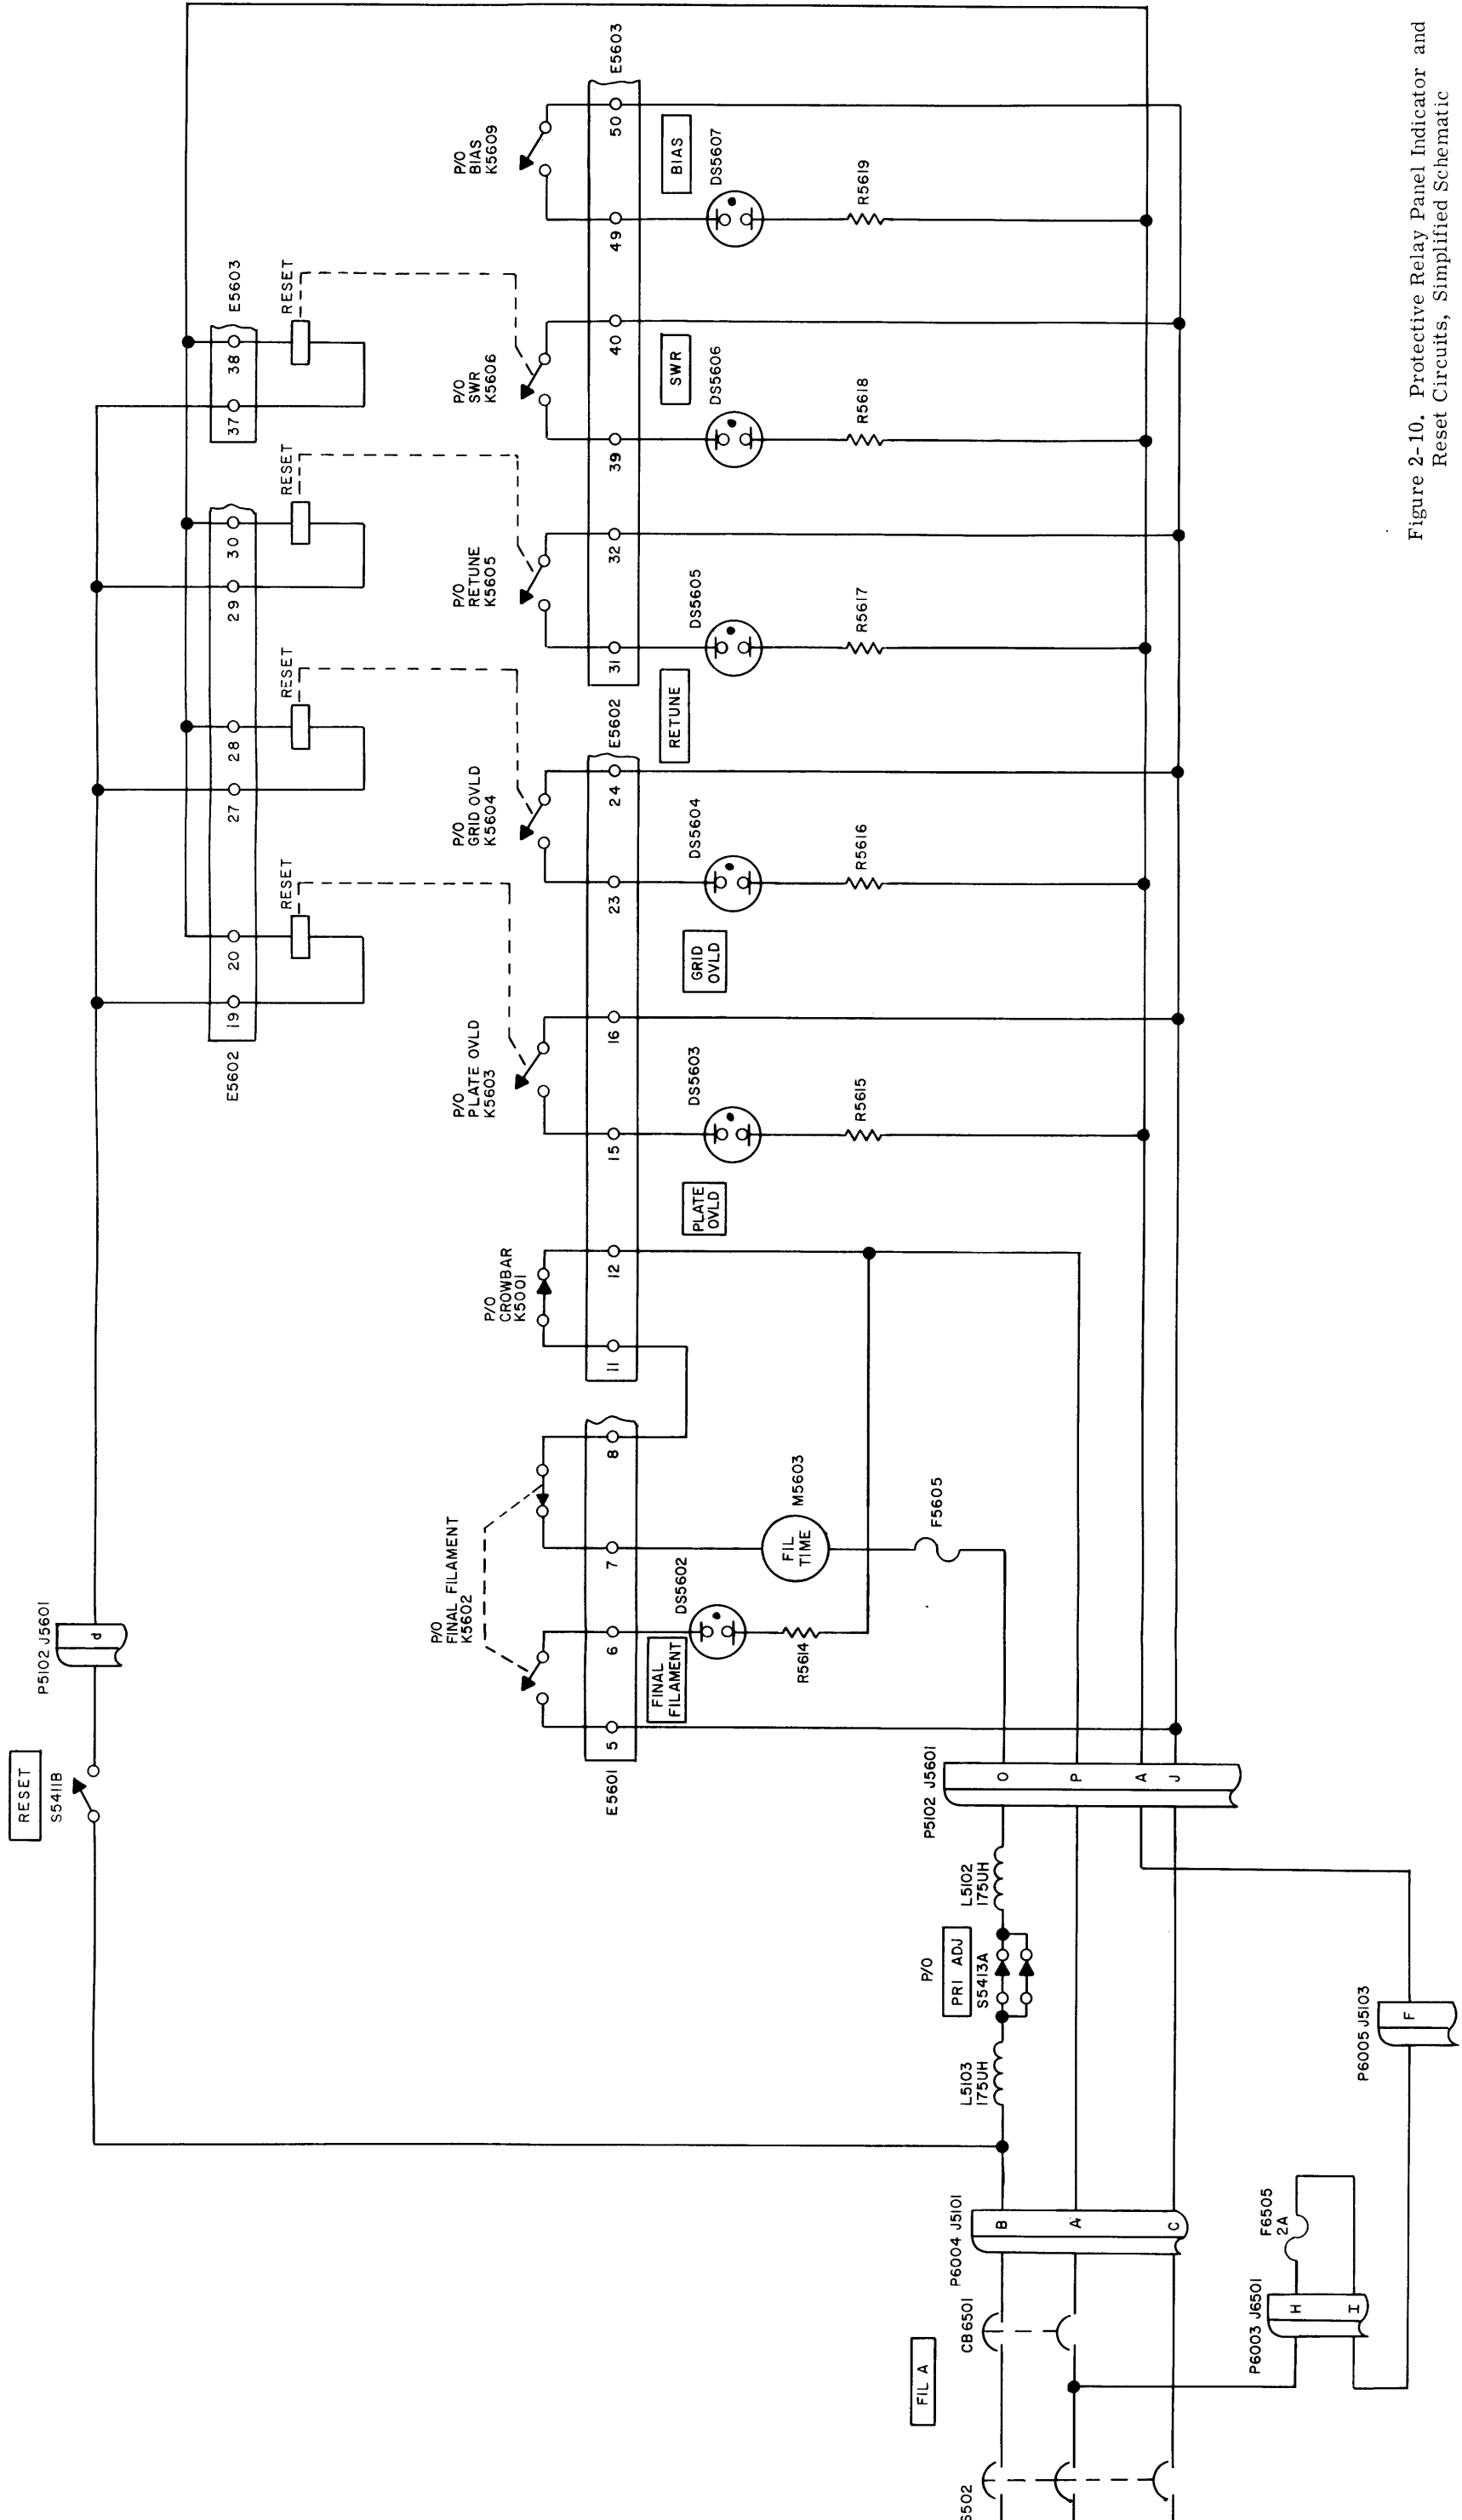 RESET
S5411B
P5102 J5601
d
E5602
19
20
27
28
29
30
E5603
37
38
RESET
RESET
RESET
RESET
P/O
FINAL FILAMENT
K5602
P/O
CROWBAR
K5001
P/O
PLATE OVLD
K5603
P/O
GRID OVLD
K5604
P/O
RETUNE
K5605
P/O
SWR
K5606
P/O
BIAS
K5609
E5601
5
6
7
8
11
12
15
16
23
24
E5602
31
32
39
40
49
50
E5603
FINAL
FILAMENT
DS5602
R5614
FIL
TIME
M5603
F5605
PLATE
OVLD
DS5603
R5615
GRID
OVLD
DS5604
R5616
RETUNE
DS5605
R5617
SWR
DS5606
R5618
BIAS
DS5607
R5619
FIL A
CB6501
P6004 J5101
B
A
C
L5103
175UH
P/O
PRI ADJ
S5413A
L5102
175UH
P5102 J5601
O
P
A
J
P6003 J6501
H
I
F6505
2A
P6005 J5103
F
Figure 2-10. Protective Relay Panel Indicator and
Reset Circuits, Simplified Schematic